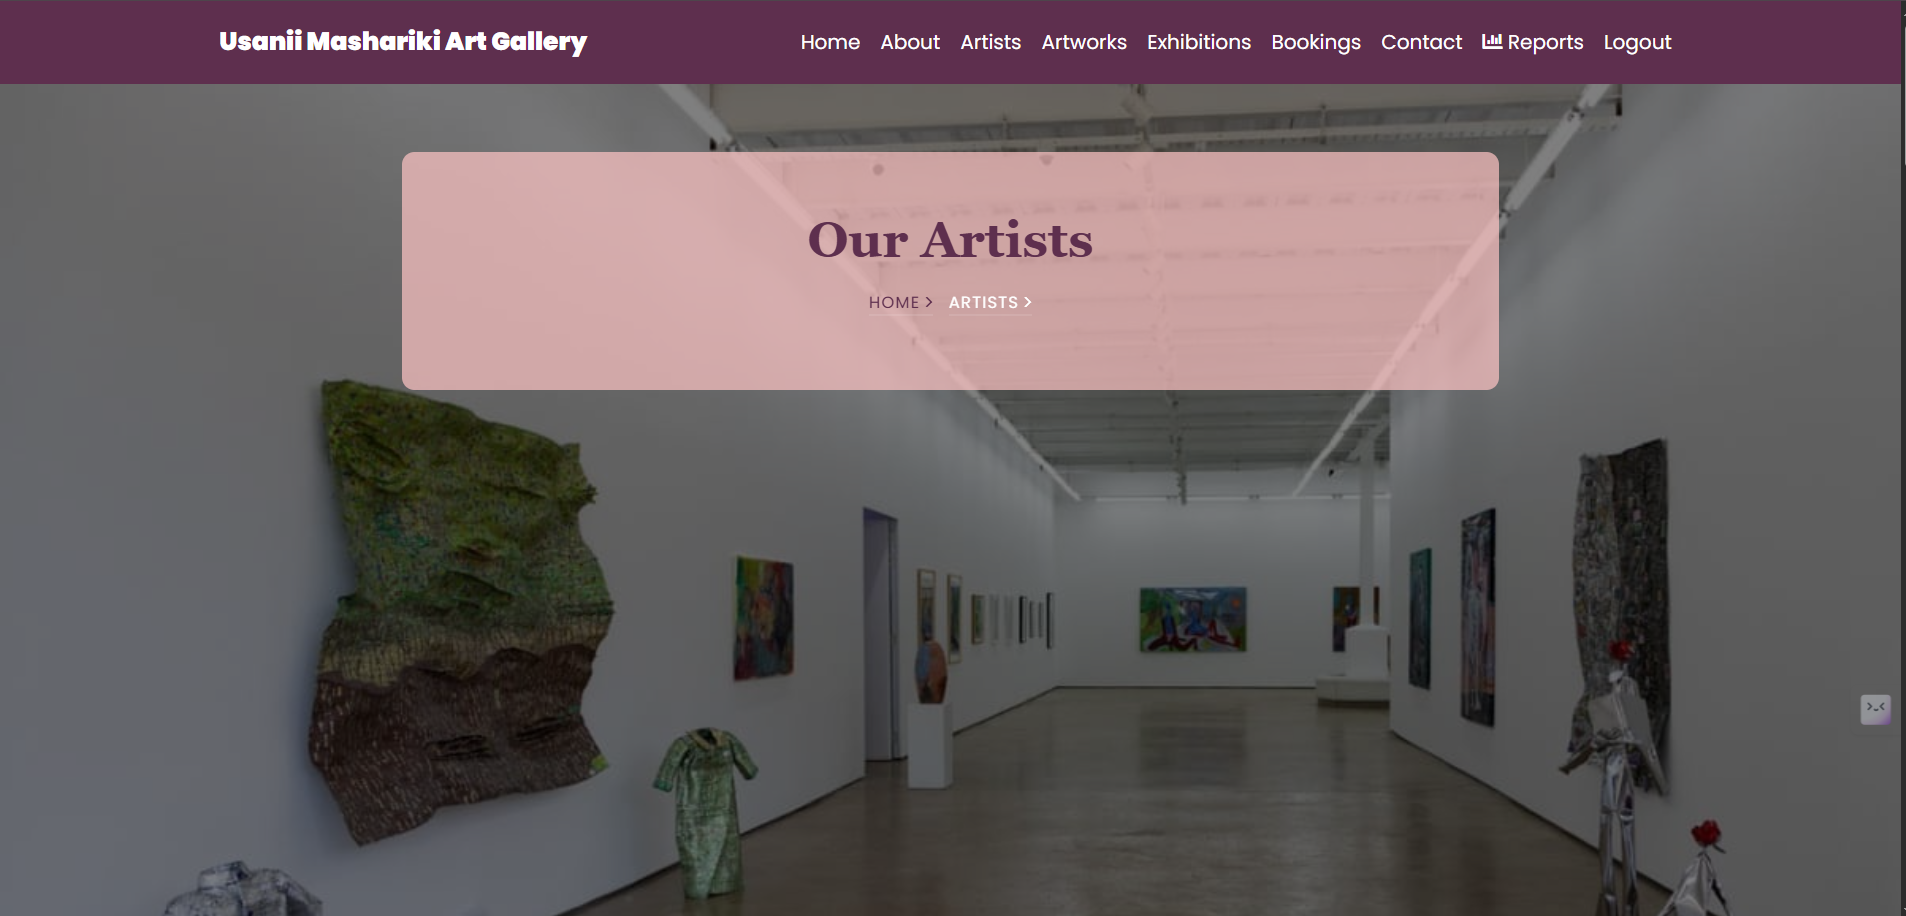 Usanii Mashariki Art Gallery Home About Artists Artworks Exhibitions Bookings Contact Reports Logout
Our Artists
HOME > ARTISTS >